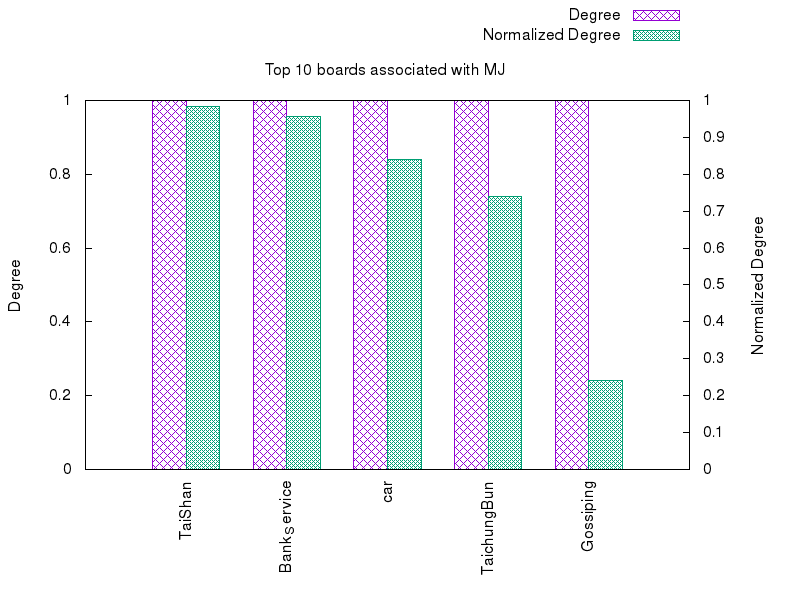 Degree
Normalized Degree
Top 10 boards associated with MJ
1
0.8
0.6
0.4
0.2
0
1
0.9
0.8
0.7
0.6
0.5
0.4
0.3
0.2
0.1
0
Degree
Normalized Degree
TaiShan
BankService
car
TaichungBun
Gossiping